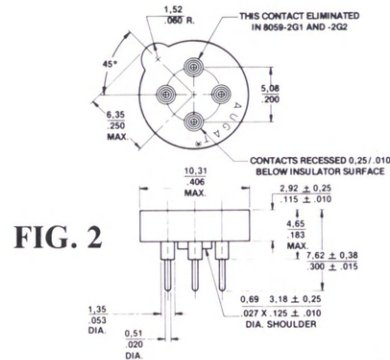 1,52
.060 R.
THIS CONTACT ELIMINATED
IN 8059-2G1 AND -2G2
45°
5,08
.200
6,35
.250
MAX.
AUGAT*
CONTACTS RECESSED 0,25/.010
BELOW INSULATOR SURFACE
10,31
.406
MAX.
2,92 ± 0,25
.115 ± .010
4,65
.183
MAX.
FIG. 2
7,62 ± 0,38
.300 ± .015
1,35
.053
DIA.
0,69 3,18 ± 0,25
.027 X .125 ± .010
DIA. SHOULDER
0,51
.020
DIA.